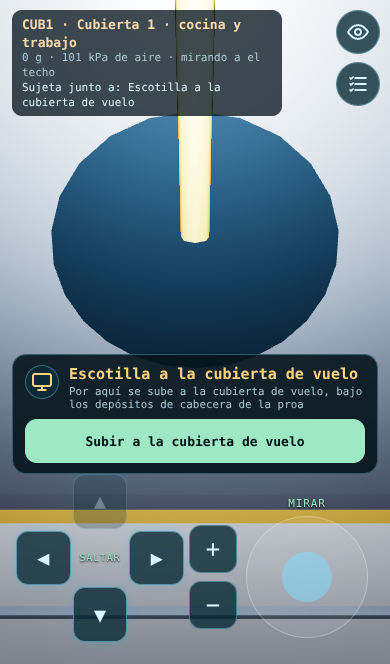 CUB1 · Cubierta 1 · cocina y
trabajo
0 g · 101 kPa de aire · mirando a el
techo
Sujeta junto a: Escotilla a la
cubierta de vuelo
Escotilla a la cubierta de vuelo
Por aquí se sube a la cubierta de vuelo, bajo
los depósitos de cabecera de la proa
Subir a la cubierta de vuelo
MIRAR
SALTAR